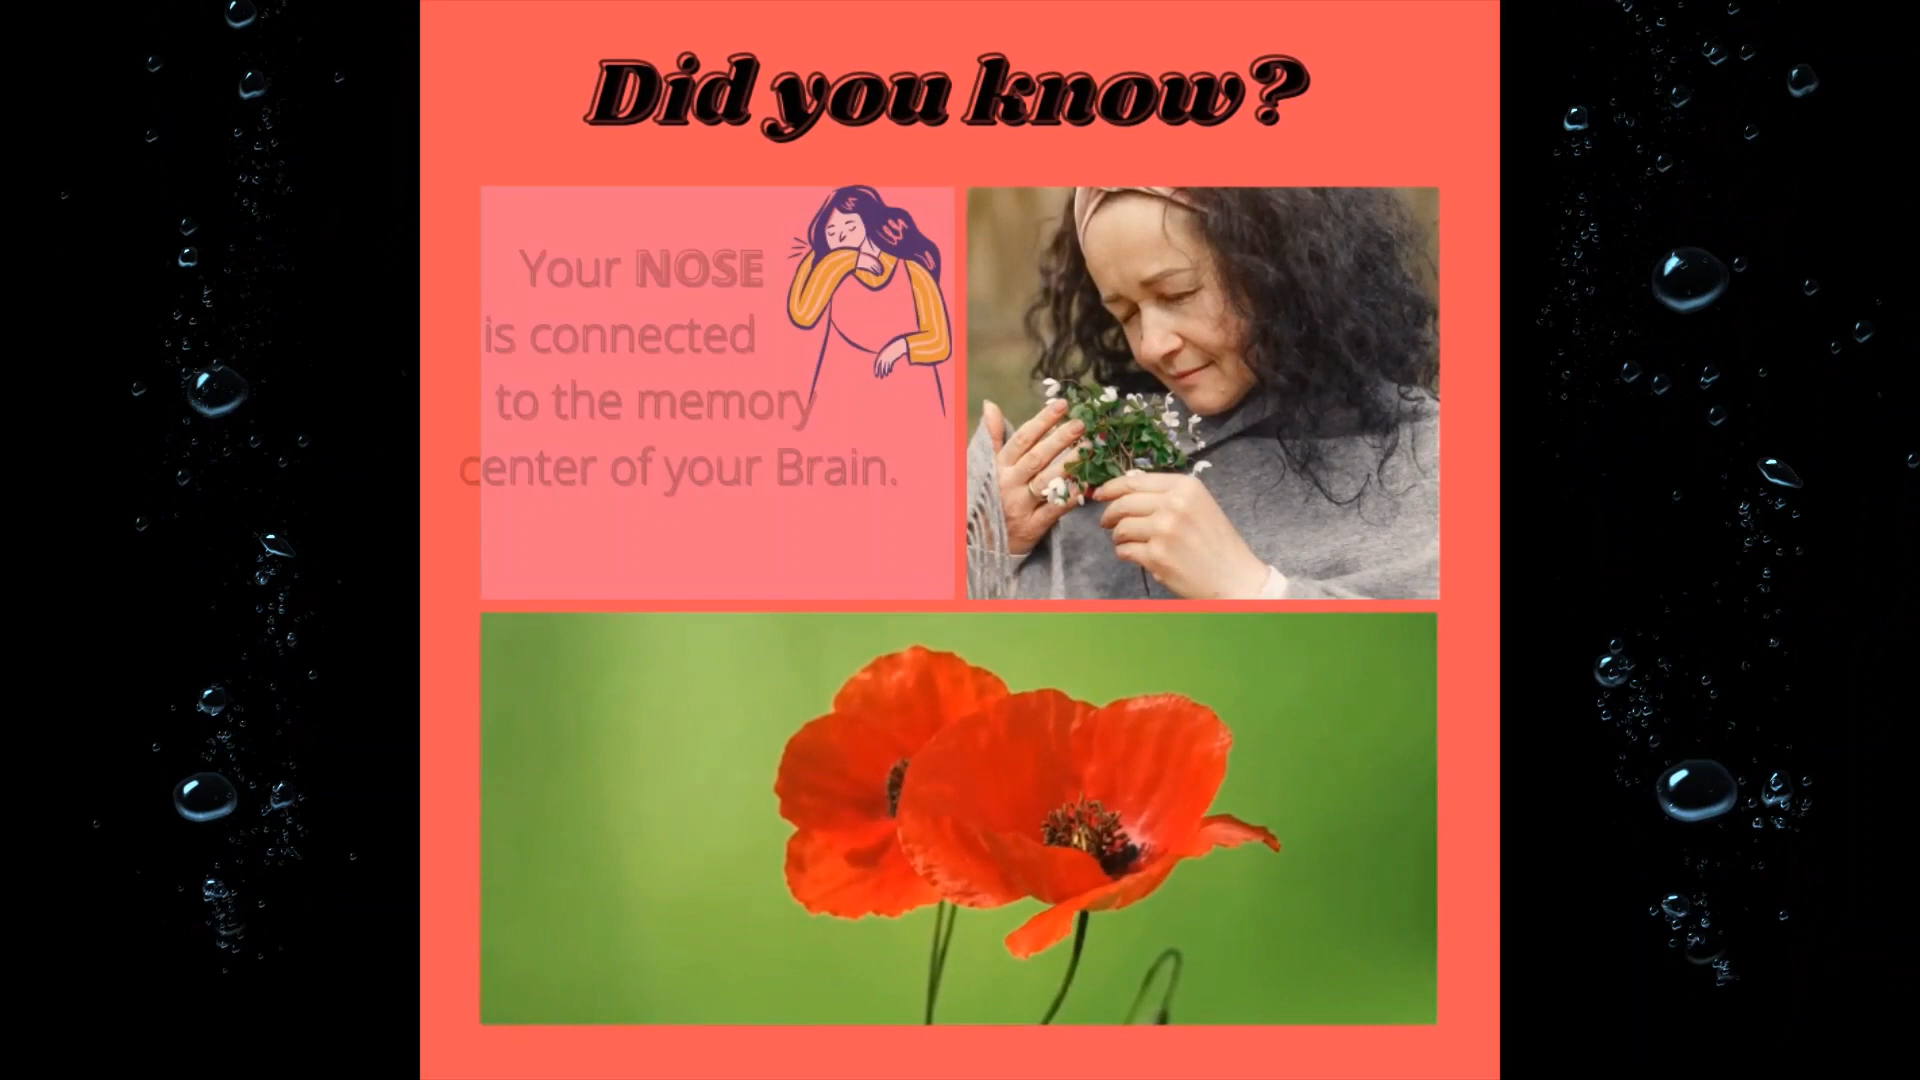 Did you know?
Your NOSE
is connected
to the memory
center of your Brain.